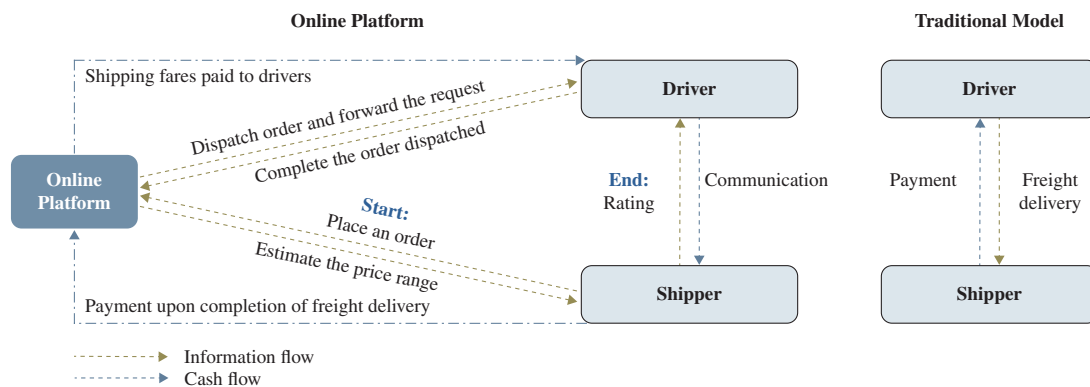 Online Platform
Traditional Model
Shipping fares paid to drivers
Driver
Driver
Dispatch order and forward the request
Complete the order dispatched
Online
Platform
Start:
Place an order
Estimate the price range
End:
Rating
Communication
Payment
Freight
delivery
Shipper
Shipper
Payment upon completion of freight delivery
Information flow
Cash flow